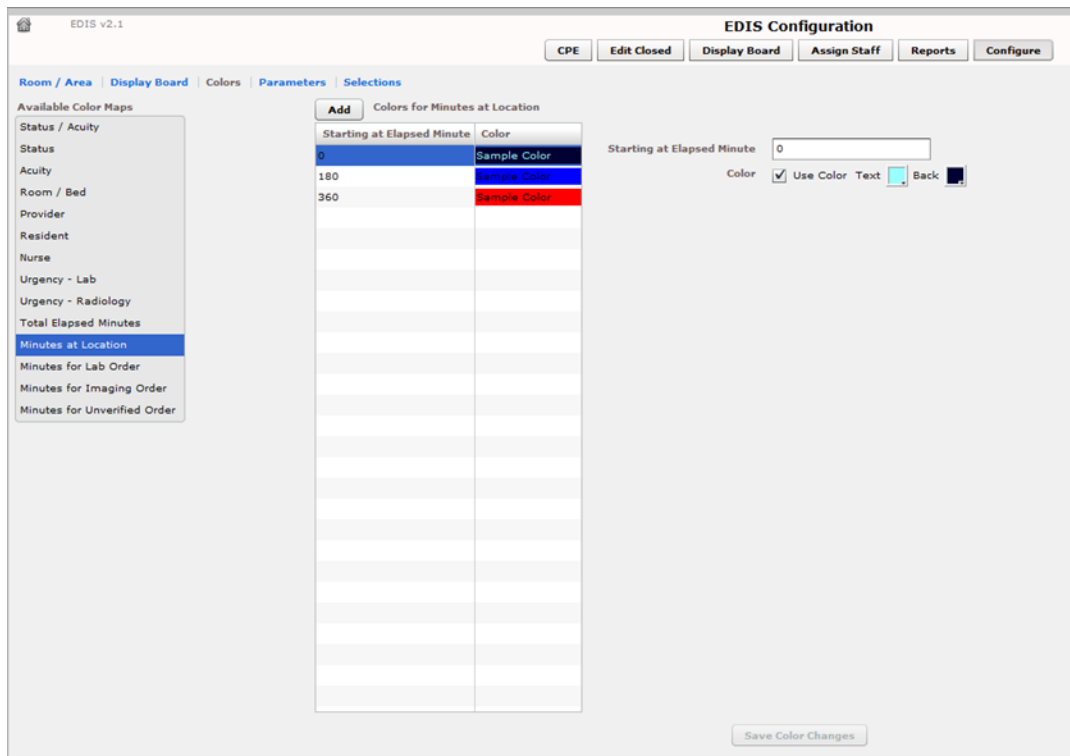 EDIS v2.1
EDIS Configuration
CPE Edit Closed Display Board Assign Staff Reports Configure
Room / Area | Display Board | Colors | Parameters | Selections
Available Color Maps
Status / Acuity
Status
Acuity
Room / Bed
Provider
Resident
Nurse
Urgency - Lab
Urgency - Radiology
Total Elapsed Minutes
Minutes at Location
Minutes for Lab Order
Minutes for Imaging Order
Minutes for Unverified Order
Add Colors for Minutes at Location
Starting at Elapsed Minute Color
0 Sample Color
180 Sample Color
360 Sample Color
Starting at Elapsed Minute 0
Color Use Color Text Back
Save Color Changes